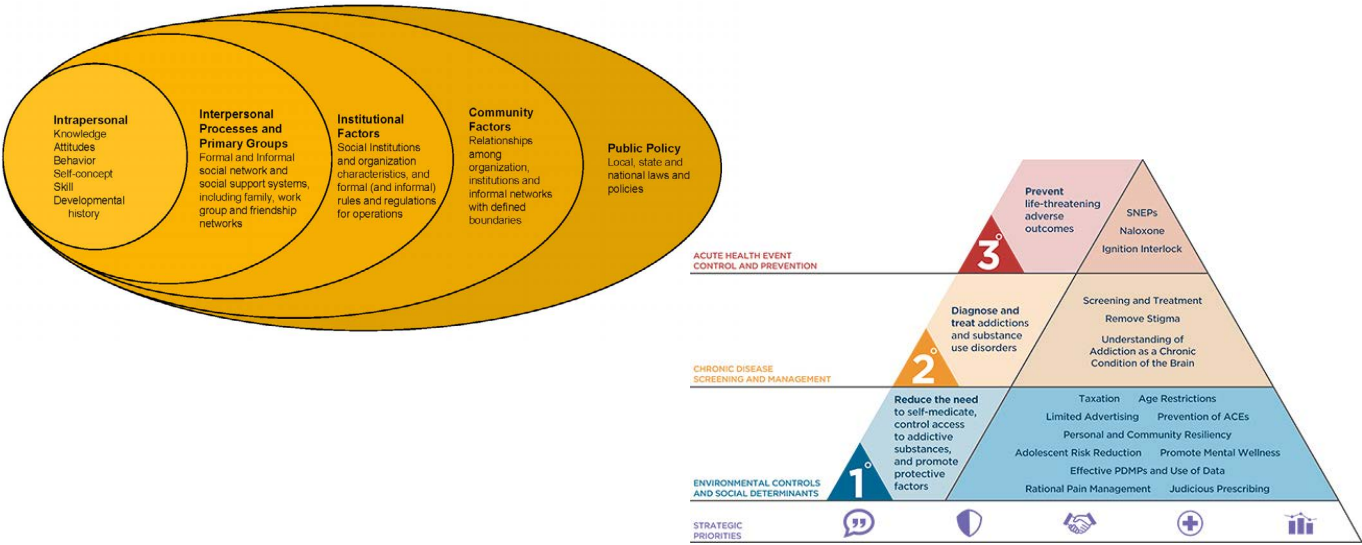 Intrapersonal
Knowledge
Attitudes
Behavior
Self-concept
Skill
Developmental
history
Interpersonal
Processes and
Primary Groups
Formal and Informal
social network and
social support systems,
including family, work
group and friendship
networks
Institutional
Factors
Social Institutions
and organization
characteristics, and
formal (and informal)
rules and regulations
for operations
Community
Factors
Relationships
among
organization,
institutions and
informal networks
with defined
boundaries
Public Policy
Local, state and
national laws and
policies
ACUTE HEALTH EVENT
CONTROL AND PREVENTION
3°
Prevent
life-threatening
adverse
outcomes
SNEPs
Naloxone
Ignition Interlock
CHRONIC DISEASE
SCREENING AND MANAGEMENT
2°
Diagnose and
treat addictions
and substance
use disorders
Screening and Treatment
Remove Stigma
Understanding of
Addiction as a Chronic
Condition of the Brain
ENVIRONMENTAL CONTROLS
AND SOCIAL DETERMINANTS
1°
Reduce the need
to self-medicate,
control access
to addictive
substances,
and promote
protective
factors
Taxation Age Restrictions
Limited Advertising Prevention of ACEs
Personal and Community Resiliency
Adolescent Risk Reduction Promote Mental Wellness
Effective PDMPs and Use of Data
Rational Pain Management Judicious Prescribing
STRATEGIC
PRIORITIES